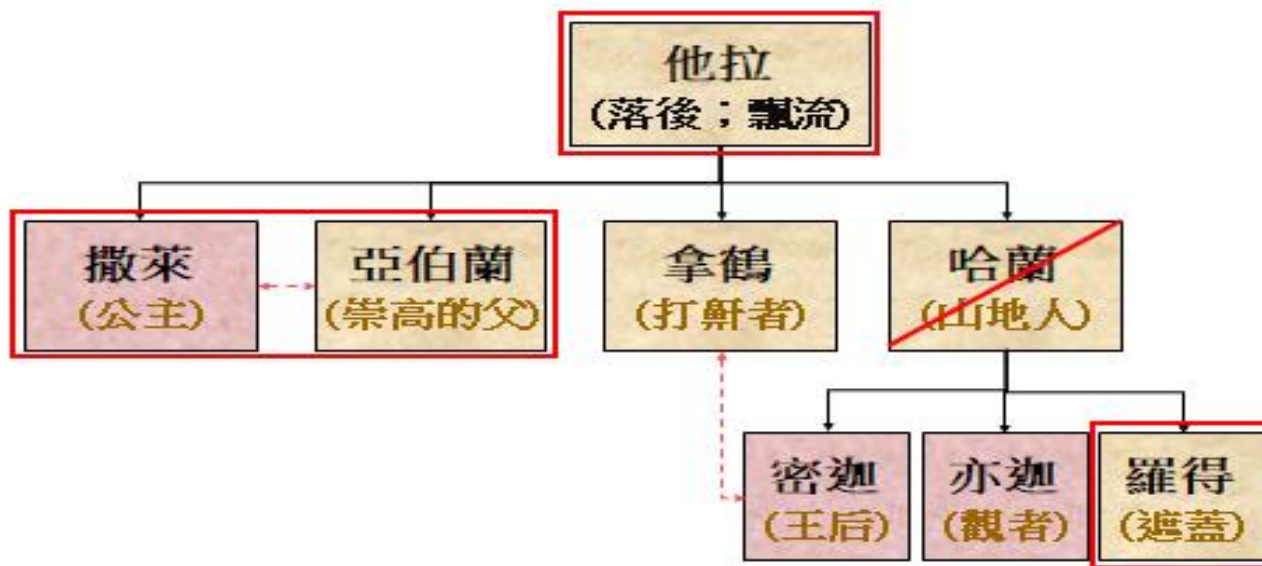 他拉
(落後；飄流)
撒萊
(公主)
亞伯蘭
(崇高的父)
拿鶴
(打鼾者)
哈蘭
(山地人)
密迦
(王后)
亦迦
(觀者)
羅得
(遮蓋)